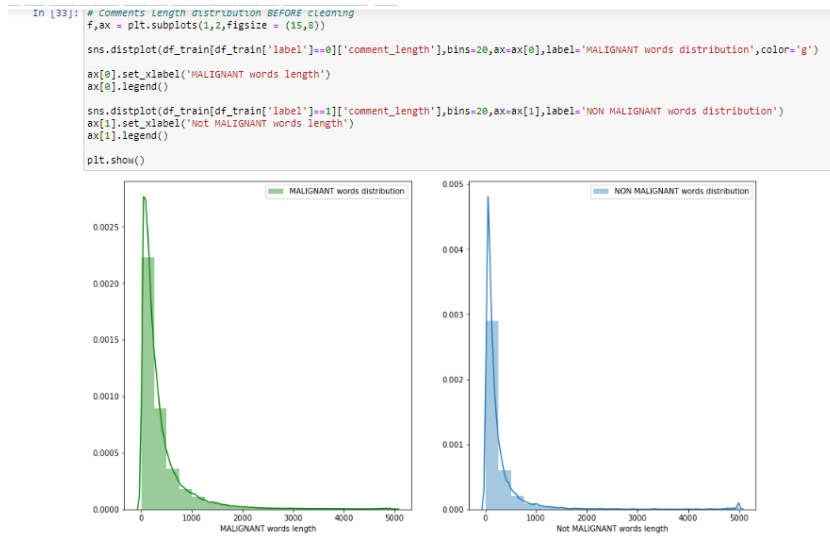 In [33]: # Comments Length distribution BEFORE cleaning
f,ax = plt.subplots(1,2,figsize = (15,8))
sns.distplot(df_train[df_train['label']==0]['comment_length'],bins=20,ax=ax[0],label='MALIGNANT words distribution',color='g')
ax[0].set_xlabel('MALIGNANT words length')
ax[0].legend()
sns.distplot(df_train[df_train['label']==1]['comment_length'],bins=20,ax=ax[1],label='NON MALIGNANT words distribution')
ax[1].set_xlabel('Not MALIGNANT words length')
ax[1].legend()
plt.show()
MALIGNANT words distribution
0.0025
0.0020
0.0015
0.0010
0.0005
0.0000
0 1000 2000 3000 4000 5000
MALIGNANT words length
NON MALIGNANT words distribution
0.005
0.004
0.003
0.002
0.001
0.000
0 1000 2000 3000 4000 5000
Not MALIGNANT words length